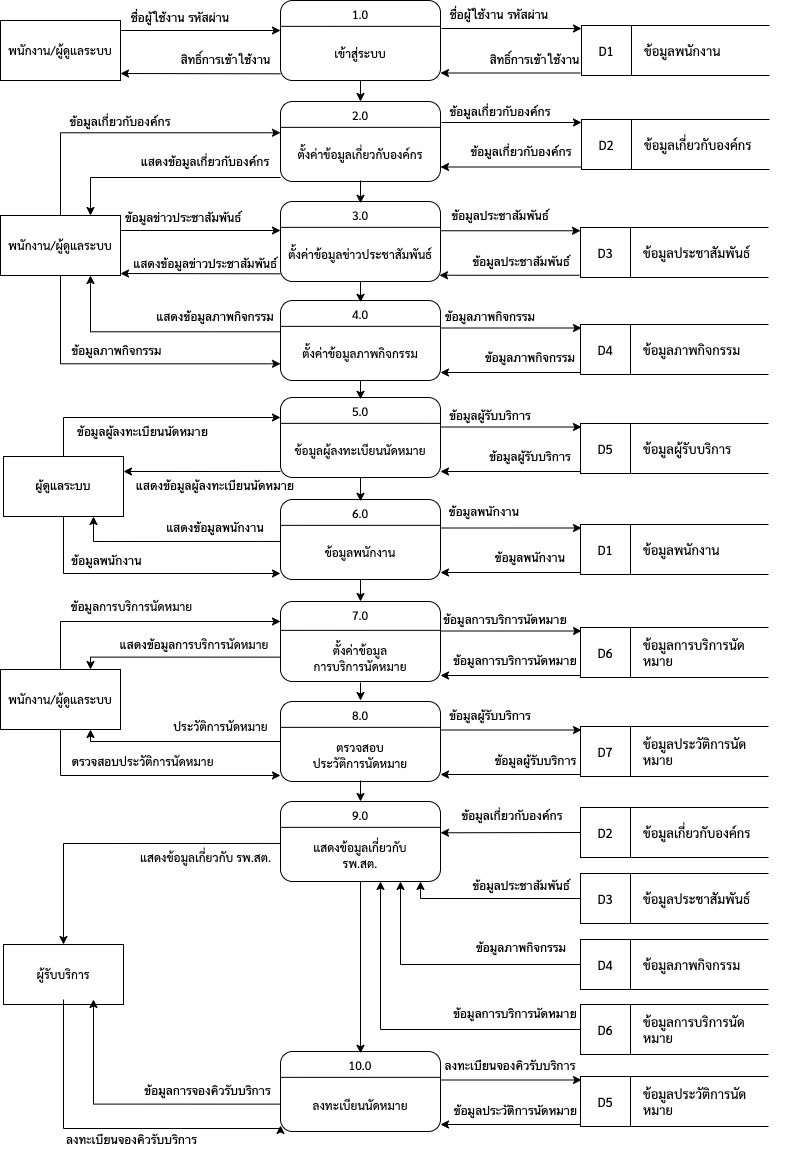 ชื่อผู้ใช้งาน รหัสผ่าน
1.0
ชื่อผู้ใช้งาน รหัสผ่าน
พนักงาน/ผู้ดูแลระบบ
เข้าสู่ระบบ
D1
ข้อมูลพนักงาน
สิทธิ์การเข้าใช้งาน
สิทธิ์การเข้าใช้งาน
2.0
ข้อมูลเกี่ยวกับองค์กร
ข้อมูลเกี่ยวกับองค์กร
ตั้งค่าข้อมูลเกี่ยวกับองค์กร
D2
ข้อมูลเกี่ยวกับองค์กร
แสดงข้อมูลเกี่ยวกับองค์กร
ข้อมูลเกี่ยวกับองค์กร
3.0
ข้อมูลข่าวประชาสัมพันธ์
ข้อมูลประชาสัมพันธ์
พนักงาน/ผู้ดูแลระบบ
ตั้งค่าข้อมูลข่าวประชาสัมพันธ์
D3
ข้อมูลประชาสัมพันธ์
แสดงข้อมูลข่าวประชาสัมพันธ์
ข้อมูลประชาสัมพันธ์
4.0
แสดงข้อมูลภาพกิจกรรม
ข้อมูลภาพกิจกรรม
ตั้งค่าข้อมูลภาพกิจกรรม
D4
ข้อมูลภาพกิจกรรม
ข้อมูลภาพกิจกรรม
ข้อมูลภาพกิจกรรม
5.0
ข้อมูลผู้ลงทะเบียนนัดหมาย
ข้อมูลผู้รับบริการ
ข้อมูลผู้ลงทะเบียนนัดหมาย
D5
ข้อมูลผู้รับบริการ
ข้อมูลผู้รับบริการ
ผู้ดูแลระบบ
แสดงข้อมูลผู้ลงทะเบียนนัดหมาย
6.0
ข้อมูลพนักงาน
แสดงข้อมูลพนักงาน
ข้อมูลพนักงาน
D1
ข้อมูลพนักงาน
ข้อมูลพนักงาน
ข้อมูลพนักงาน
7.0
ข้อมูลการบริการนัดหมาย
ข้อมูลการบริการนัดหมาย
แสดงข้อมูลการบริการนัดหมาย
ตั้งค่าข้อมูล
การบริการนัดหมาย
D6
ข้อมูลการบริการนัด
หมาย
ข้อมูลการบริการนัดหมาย
พนักงาน/ผู้ดูแลระบบ
8.0
ประวัติการนัดหมาย
ข้อมูลผู้รับบริการ
ตรวจสอบ
ประวัติการนัดหมาย
D7
ข้อมูลประวัติการนัด
หมาย
ตรวจสอบประวัติการนัดหมาย
ข้อมูลผู้รับบริการ
9.0
ข้อมูลเกี่ยวกับองค์กร
D2
ข้อมูลเกี่ยวกับองค์กร
แสดงข้อมูลเกี่ยวกับ
รพ.สต.
แสดงข้อมูลเกี่ยวกับ รพ.สต.
ข้อมูลประชาสัมพันธ์
D3
ข้อมูลประชาสัมพันธ์
ข้อมูลภาพกิจกรรม
D4
ข้อมูลภาพกิจกรรม
ผู้รับบริการ
ข้อมูลการบริการนัดหมาย
D6
ข้อมูลการบริการนัด
หมาย
10.0
ลงทะเบียนจองคิวรับบริการ
ข้อมูลการจองคิวรับบริการ
ลงทะเบียนนัดหมาย
D5
ข้อมูลประวัติการนัด
หมาย
ข้อมูลประวัติการนัดหมาย
ลงทะเบียนจองคิวรับบริการ